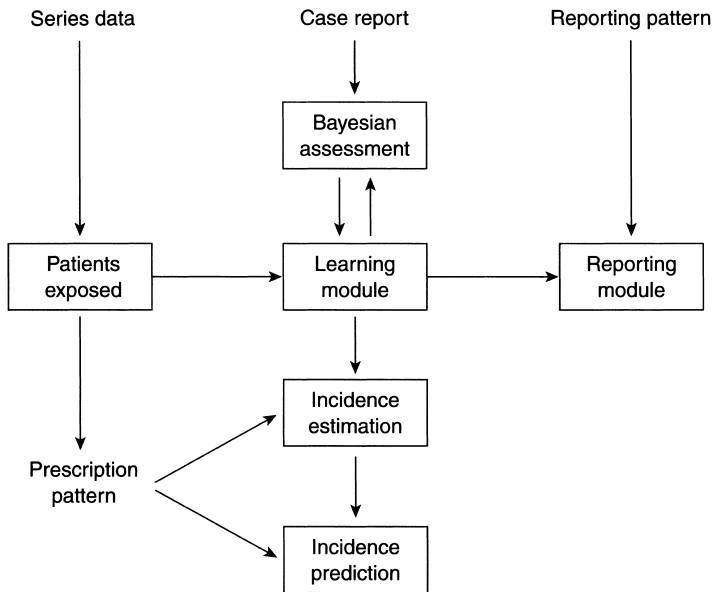 Series data
Case report
Reporting pattern
Bayesian
assessment
Patients
exposed
Learning
module
Reporting
module
Incidence
estimation
Prescription
pattern
Incidence
prediction